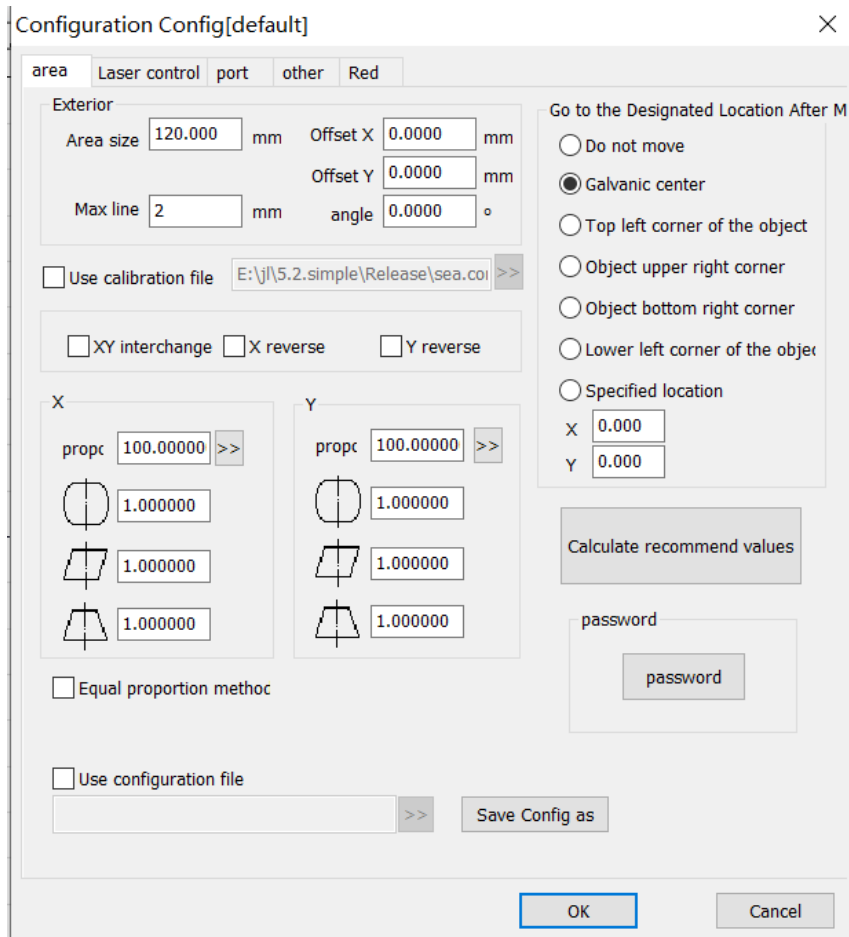 Configuration Config[default]
area Laser control port other Red
Exterior
Area size 120.000 mm Offset X 0.0000 mm
Offset Y 0.0000 mm
Max line 2 mm angle 0.0000 °
Use calibration file E:\jl\5.2.simple\Release\sea.co >>
XY interchange X reverse Y reverse
X
propc 100.00000 >>
1.000000
1.000000
1.000000
Y
propc 100.00000 >>
1.000000
1.000000
1.000000
Equal proportion methoc
Use configuration file
>> Save Config as
Go to the Designated Location After M
Do not move
Galvanic center
Top left corner of the object
Object upper right corner
Object bottom right corner
Lower left corner of the objec
Specified location
X 0.000
Y 0.000
Calculate recommend values
password
password
OK Cancel